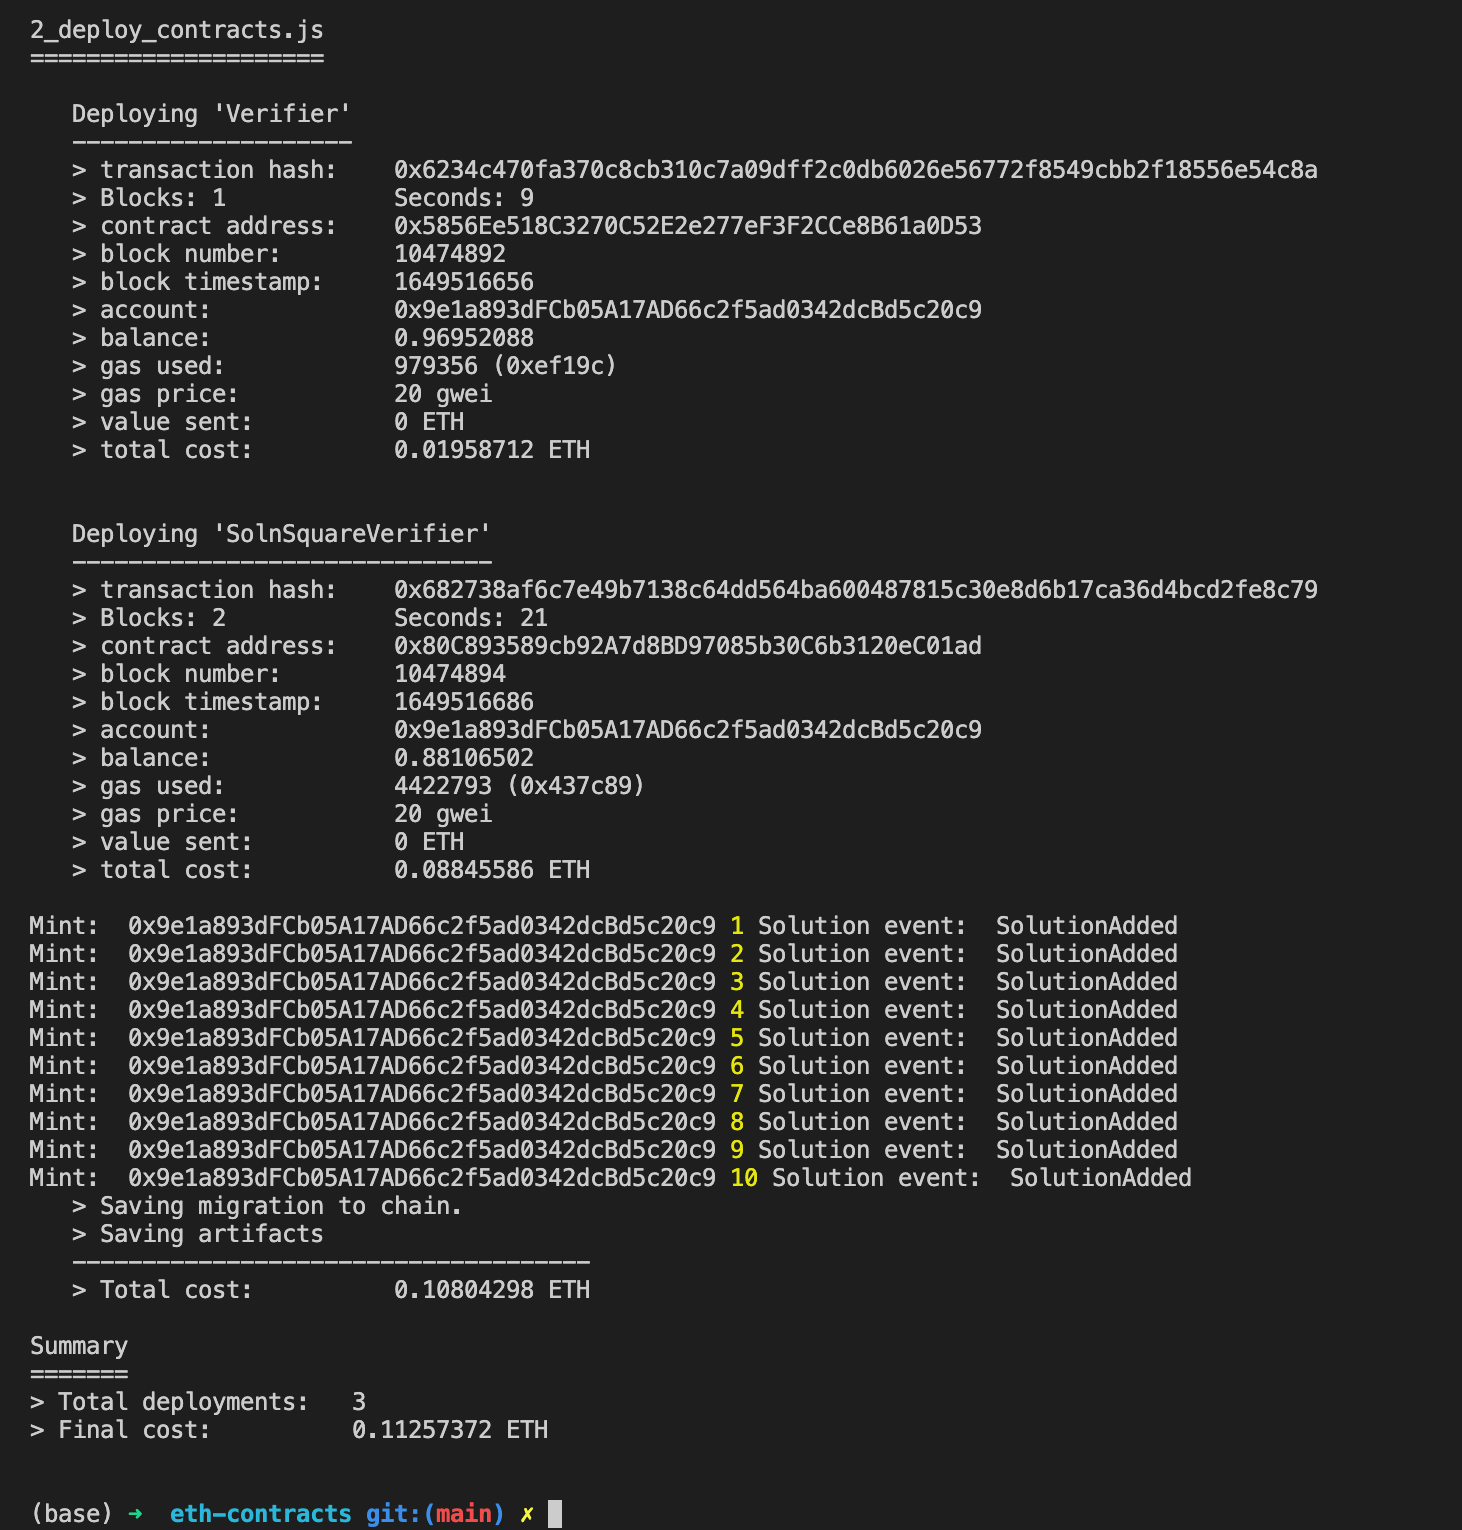 2_deploy_contracts.js
=====================
Deploying 'Verifier'
--------------------
> transaction hash:    0x6234c470fa370c8cb310c7a09dff2c0db6026e56772f8549cbb2f18556e54c8a
> Blocks: 1            Seconds: 9
> contract address:    0x5856Ee518C3270C52E2e277eF3F2CCe8B61a0D53
> block number:        10474892
> block timestamp:     1649516656
> account:             0x9e1a893dFCb05A17AD66c2f5ad0342dcBd5c20c9
> balance:             0.96952088
> gas used:            979356 (0xef19c)
> gas price:           20 gwei
> value sent:          0 ETH
> total cost:          0.01958712 ETH
Deploying 'SolnSquareVerifier'
------------------------------
> transaction hash:    0x682738af6c7e49b7138c64dd564ba600487815c30e8d6b17ca36d4bcd2fe8c79
> Blocks: 2            Seconds: 21
> contract address:    0x80C893589cb92A7d8BD97085b30C6b3120eC01ad
> block number:        10474894
> block timestamp:     1649516686
> account:             0x9e1a893dFCb05A17AD66c2f5ad0342dcBd5c20c9
> balance:             0.88106502
> gas used:            4422793 (0x437c89)
> gas price:           20 gwei
> value sent:          0 ETH
> total cost:          0.08845586 ETH
Mint:  0x9e1a893dFCb05A17AD66c2f5ad0342dcBd5c20c9 1 Solution event:  SolutionAdded
Mint:  0x9e1a893dFCb05A17AD66c2f5ad0342dcBd5c20c9 2 Solution event:  SolutionAdded
Mint:  0x9e1a893dFCb05A17AD66c2f5ad0342dcBd5c20c9 3 Solution event:  SolutionAdded
Mint:  0x9e1a893dFCb05A17AD66c2f5ad0342dcBd5c20c9 4 Solution event:  SolutionAdded
Mint:  0x9e1a893dFCb05A17AD66c2f5ad0342dcBd5c20c9 5 Solution event:  SolutionAdded
Mint:  0x9e1a893dFCb05A17AD66c2f5ad0342dcBd5c20c9 6 Solution event:  SolutionAdded
Mint:  0x9e1a893dFCb05A17AD66c2f5ad0342dcBd5c20c9 7 Solution event:  SolutionAdded
Mint:  0x9e1a893dFCb05A17AD66c2f5ad0342dcBd5c20c9 8 Solution event:  SolutionAdded
Mint:  0x9e1a893dFCb05A17AD66c2f5ad0342dcBd5c20c9 9 Solution event:  SolutionAdded
Mint:  0x9e1a893dFCb05A17AD66c2f5ad0342dcBd5c20c9 10 Solution event:  SolutionAdded
> Saving migration to chain.
> Saving artifacts
-------------------------------------
> Total cost:          0.10804298 ETH
Summary
=======
> Total deployments:   3
> Final cost:          0.11257372 ETH
(base) ➜  eth-contracts git:(main) ✗